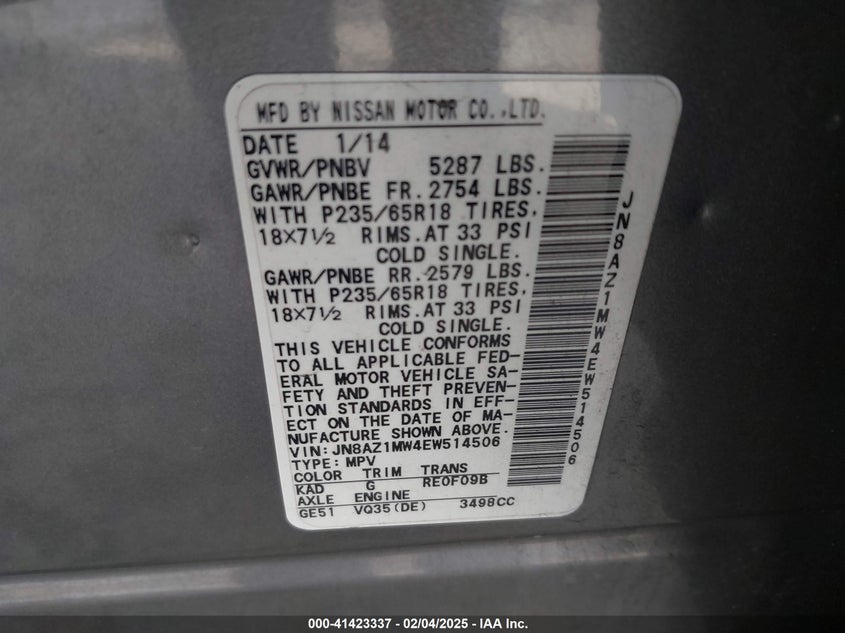 MFD BY NISSAN MOTOR CO.,LTD.
DATE 1/14
GVWR/PNBV 5287 LBS.
GAWR/PNBE FR. 2754 LBS.
WITH P235/65R18 TIRES,
18×7½ RIMS. AT 33 PSI
COLD SINGLE.
GAWR/PNBE RR. 2579 LBS.
WITH P235/65R18 TIRES,
18×7½ RIMS. AT 33 PSI
COLD SINGLE.
THIS VEHICLE CONFORMS
TO ALL APPLICABLE FED-
ERAL MOTOR VEHICLE SA-
FETY AND THEFT PREVEN-
TION STANDARDS IN EFF-
ECT ON THE DATE OF MA-
NUFACTURE SHOWN ABOVE.
VIN: JN8AZ1MW4EW514506
TYPE: MPV
COLOR TRIM TRANS
KAD G RE0F09B
AXLE ENGINE
GE51 VQ35(DE) 3498CC
JN8AZ1MW4EW514506
000-41423337 - 02/04/2025 - IAA Inc.